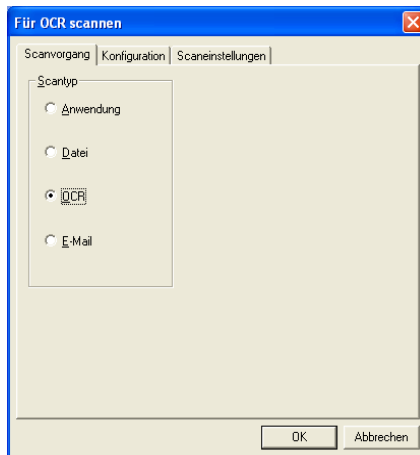 Für OCR scannen
Scanvorgang Konfiguration Scaneinstellungen
Scantyp
Anwendung
Datei
OCR
E-Mail
OK Abbrechen